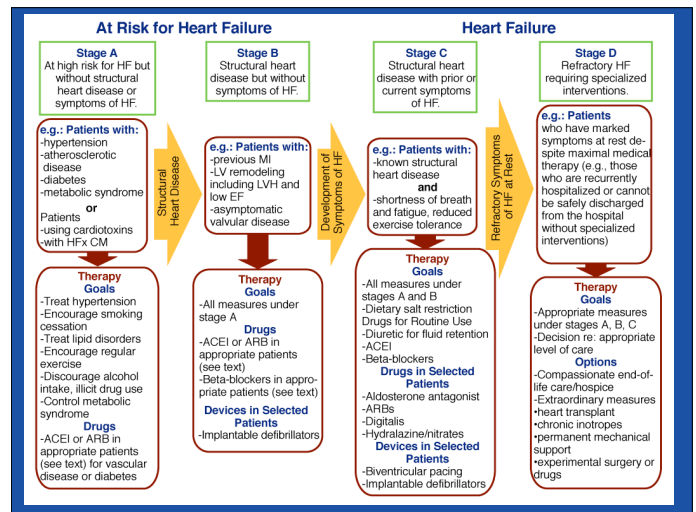 At Risk for Heart Failure
Heart Failure
Stage A
At high risk for HF but
without structural
heart disease or
symptoms of HF.
Stage B
Structural heart
disease but without
symptoms of HF.
Stage C
Structural heart
disease with prior or
current symptoms
of HF.
Stage D
Refractory HF
requiring specialized
interventions.
e.g.: Patients with:
-hypertension
-atherosclerotic
disease
-diabetes
-metabolic syndrome
or
Patients
-using cardiotoxins
-with HFx CM
Structural
Heart Disease
e.g.: Patients with:
-previous MI
-LV remodeling
including LVH and
low EF
-asymptomatic
valvular disease
Development of
Symptoms of HF
e.g.: Patients with:
-known structural
heart disease
and
-shortness of breath
and fatigue, reduced
exercise tolerance
Refractory Symptoms
of HF at Rest
e.g.: Patients
who have marked
symptoms at rest de-
spite maximal medical
therapy (e.g., those
who are recurrently
hospitalized or cannot
be safely discharged
from the hospital
without specialized
interventions)
Therapy
Goals
-Treat hypertension
-Encourage smoking
cessation
-Treat lipid disorders
-Encourage regular
exercise
-Discourage alcohol
intake, illicit drug use
-Control metabolic
syndrome
Drugs
-ACEI or ARB in
appropriate patients
(see text) for vascular
disease or diabetes
Therapy
Goals
-All measures under
stage A
Drugs
-ACEI or ARB in
appropriate patients
(see text)
-Beta-blockers in appro-
priate patients (see text)
Devices in Selected
Patients
-Implantable defibrillators
Therapy
Goals
-All measures under
stages A and B
-Dietary salt restriction
Drugs for Routine Use
-Diuretic for fluid retention
-ACEI
-Beta-blockers
Drugs in Selected
Patients
-Aldosterone antagonist
-ARBs
-Digitalis
-Hydralazine/nitrates
Devices in Selected
Patients
-Biventricular pacing
-Implantable defibrillators
Therapy
Goals
-Appropriate measures
under stages A, B, C
-Decision re: appropriate
level of care
Options
-Compassionate end-of-
life care/hospice
-Extraordinary measures
•heart transplant
•chronic inotropes
•permanent mechanical
support
•experimental surgery or
drugs